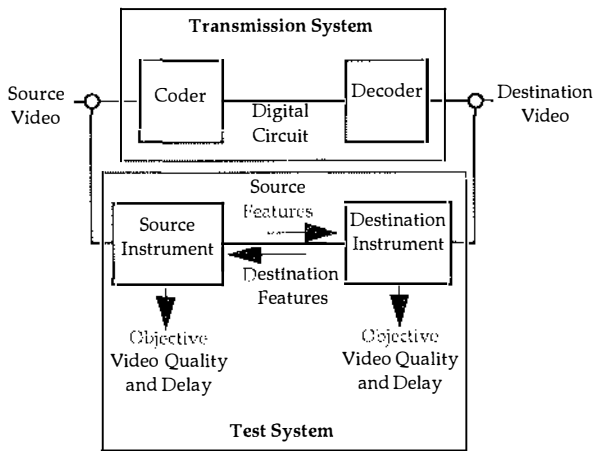 Transmission System
Source
Video
Coder
Digital
Circuit
Decoder
Destination
Video
Source
Features
Source
Instrument
Destination
Instrument
Destination
Features
Objective
Video Quality
and Delay
Objective
Video Quality
and Delay
Test System